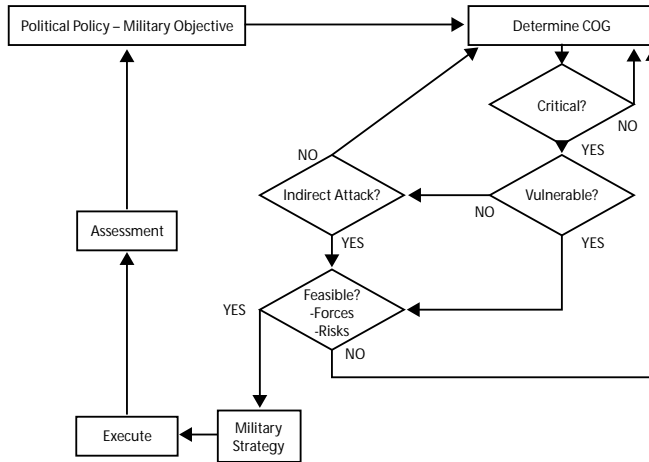 Political Policy – Military Objective
Determine COG
Critical?
NO
YES
NO
Indirect Attack?
NO
Vulnerable?
YES
YES
Assessment
Feasible?
-Forces
-Risks
YES
NO
Execute
Military
Strategy